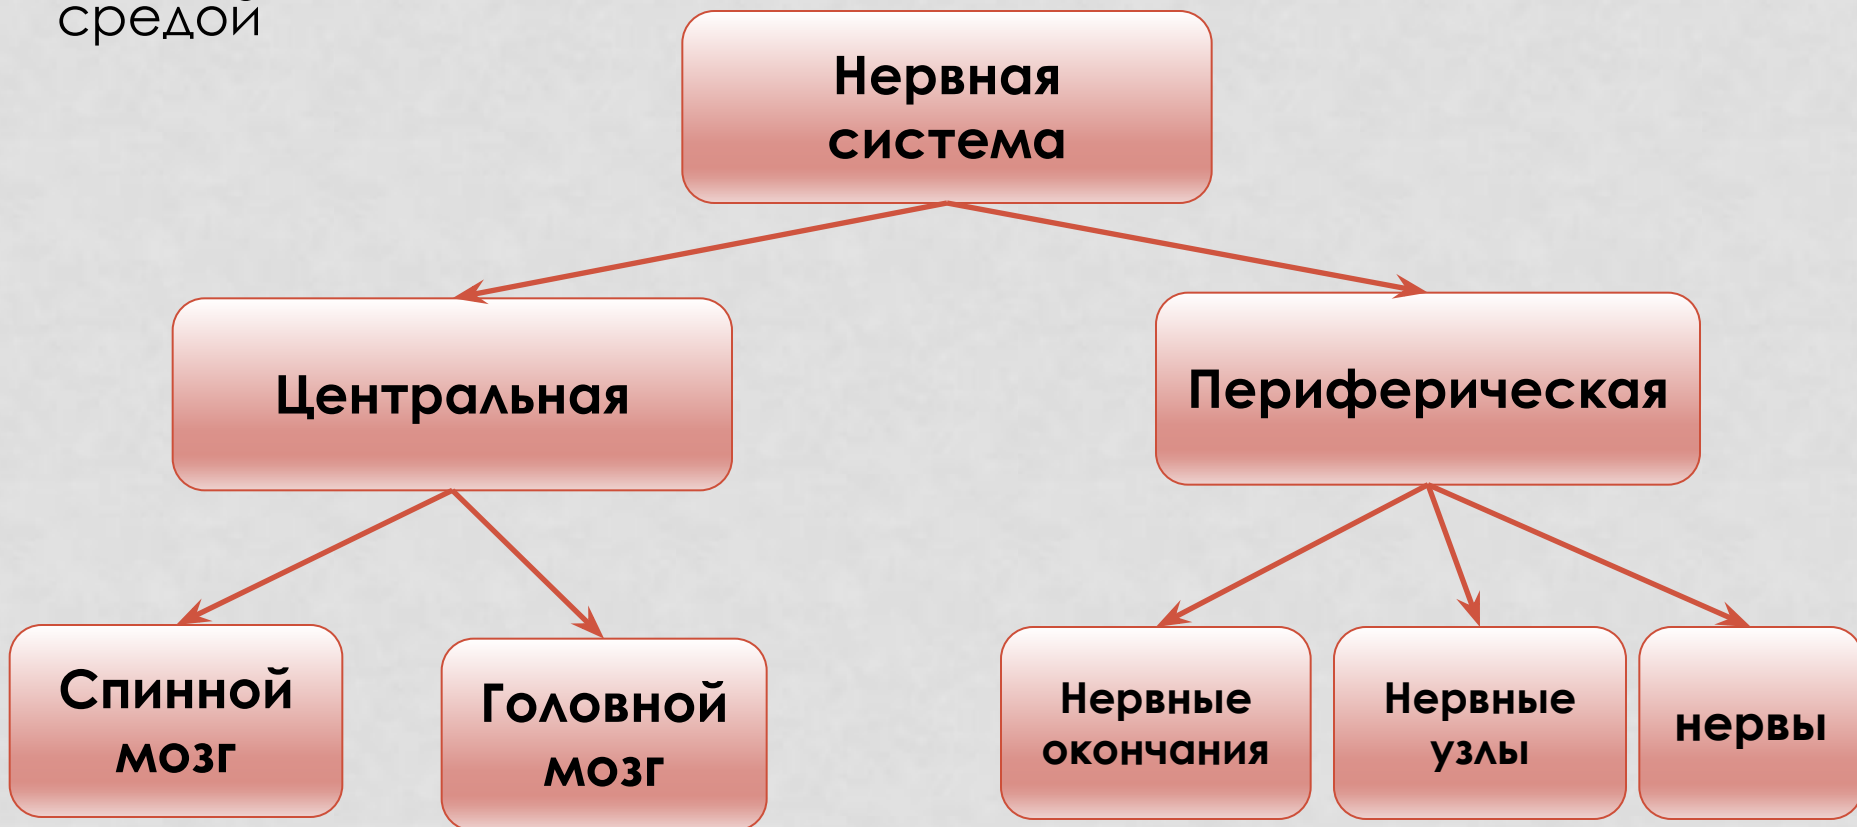 средой
Нервная
система
Центральная
Периферическая
Спинной
мозг
Головной
мозг
Нервные
окончания
Нервные
узлы
нервы